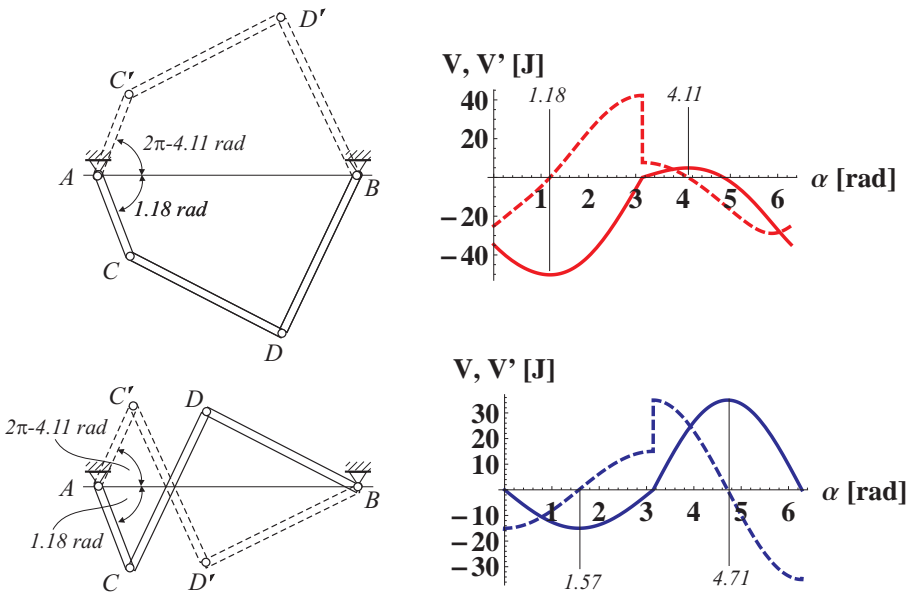 D′
C′
2π-4.11 rad
A
B
1.18 rad
C
D
V, V' [J]
1.18
4.11
40
20
−20
−40
1 2 3 4 5 6
α [rad]
C′
D
2π-4.11 rad
A
B
1.18 rad
C
D′
V, V' [J]
30
20
10
−10
−20
−30
1 2 3 4 5 6
α [rad]
1.57
4.71